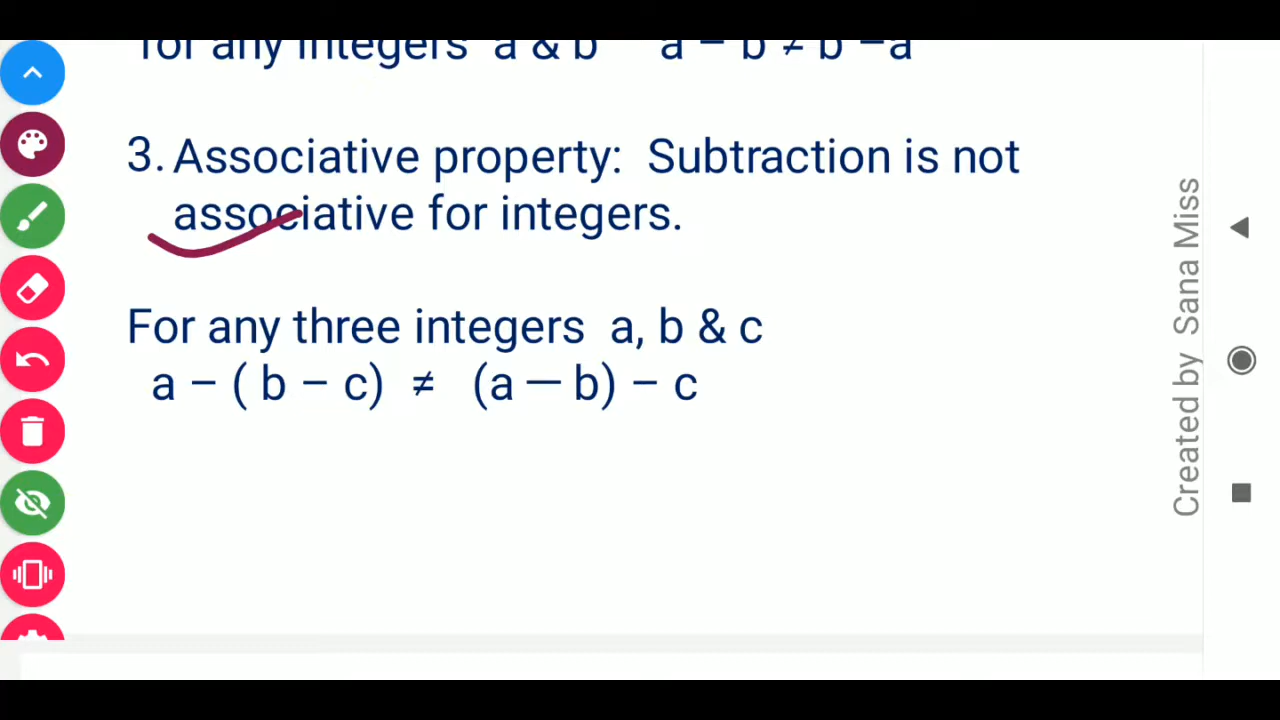 for any integers a & b a − b ≠ b −a
3. Associative property: Subtraction is not
associative for integers.
For any three integers a, b & c
a − ( b − c) ≠ (a — b) − c
Created by Sana Miss